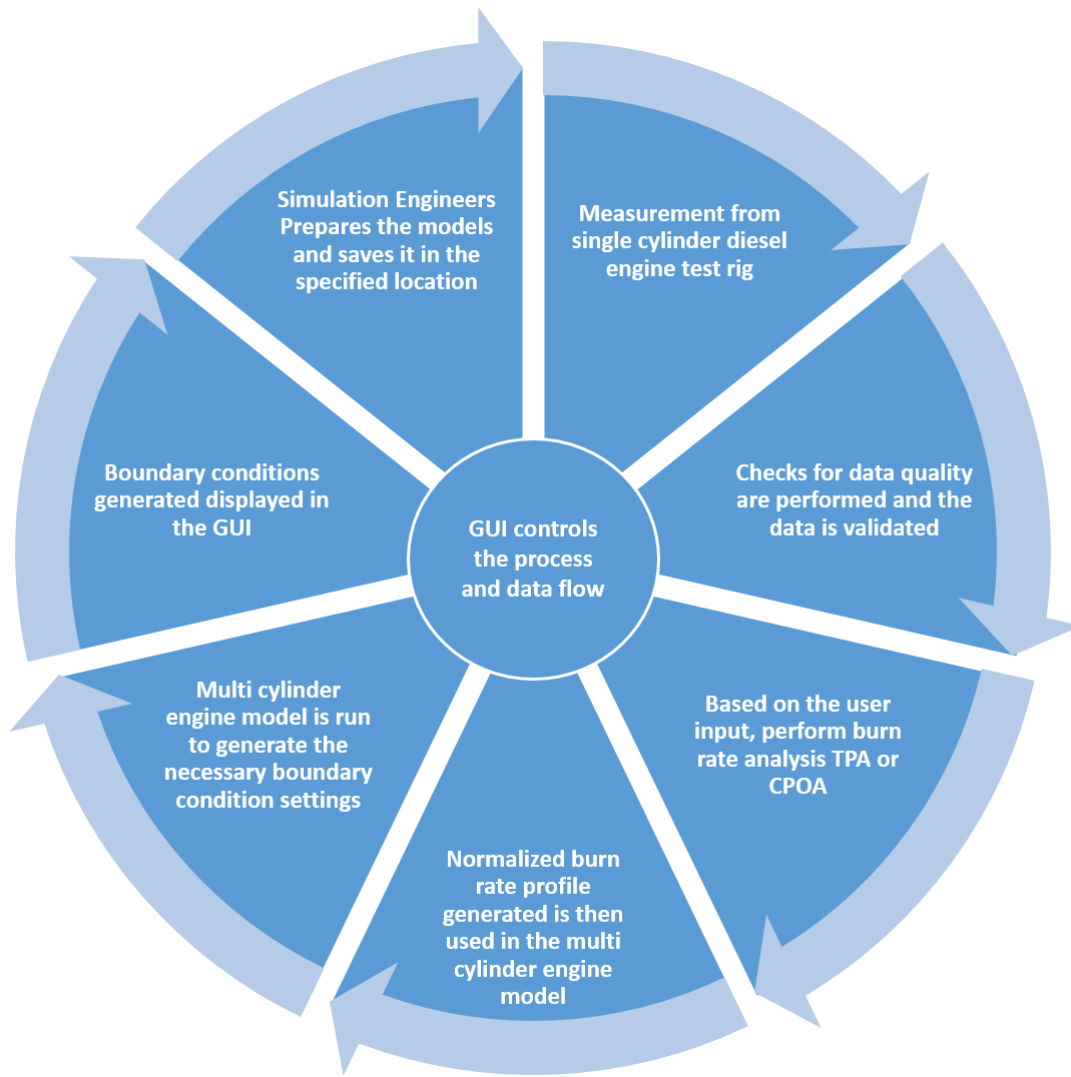 Simulation Engineers
Prepares the models
and saves it in the
specified location
Measurement from
single cylinder diesel
engine test rig
Checks for data quality
are performed and the
data is validated
Based on the user
input, perform burn
rate analysis TPA or
CPOA
Normalized burn
rate profile
generated is then
used in the multi
cylinder engine
model
Multi cylinder
engine model is run
to generate the
necessary boundary
condition settings
Boundary conditions
generated displayed in
the GUI
GUI controls
the process
and data flow